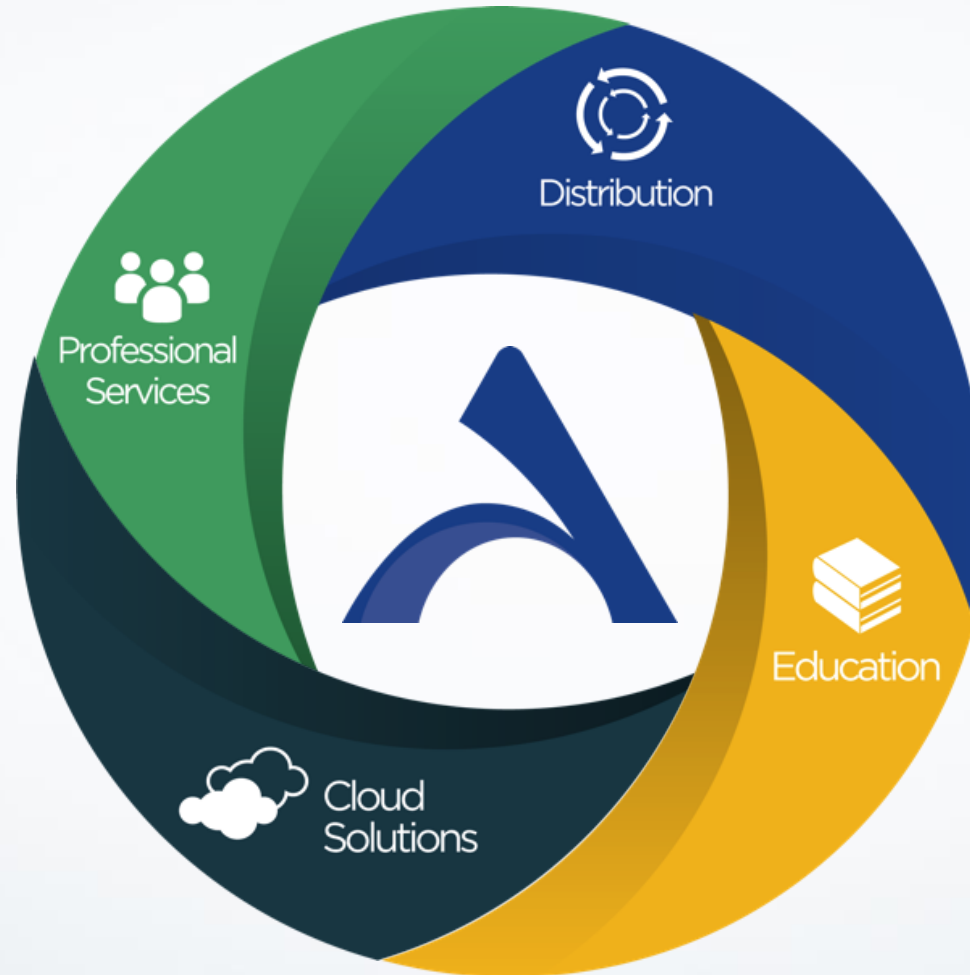 Distribution
Professional
Services
Education
Cloud
Solutions